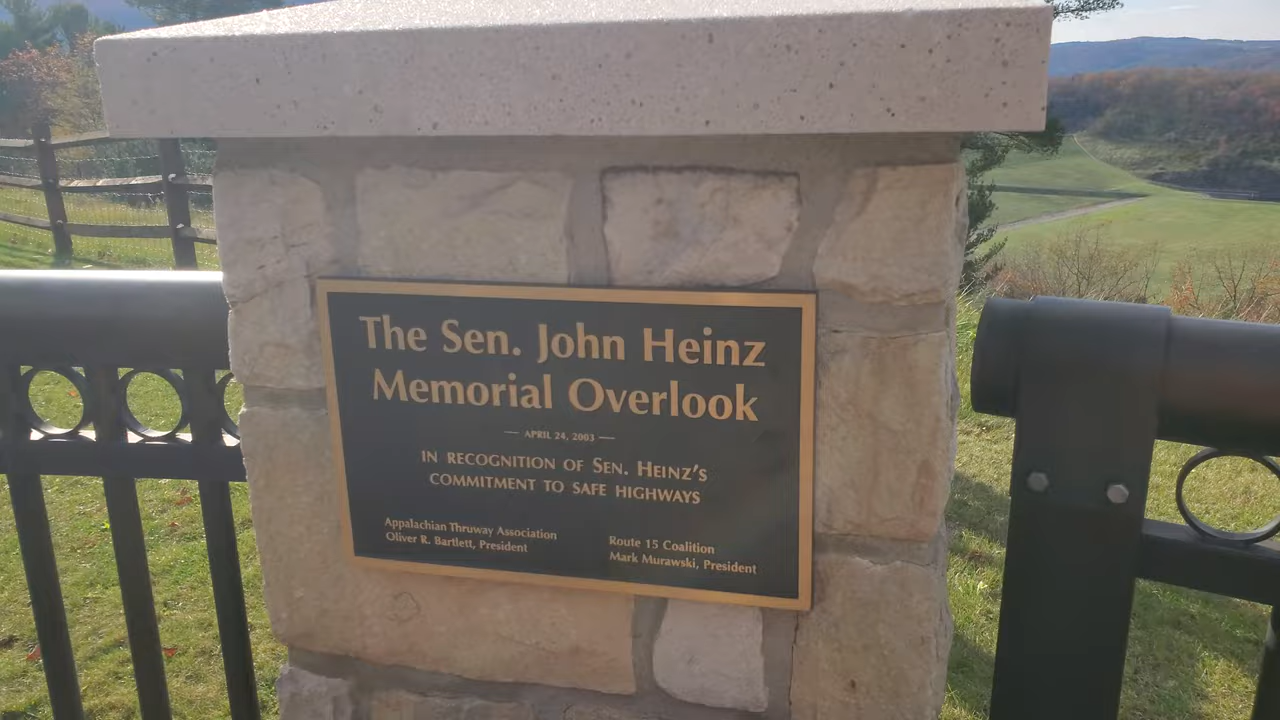 The Sen. John Heinz
Memorial Overlook
— APRIL 24, 2003 —
IN RECOGNITION OF SEN. HEINZ'S
COMMITMENT TO SAFE HIGHWAYS
Appalachian Thruway Association
Oliver R. Bartlett, President
Route 15 Coalition
Mark Murawski, President